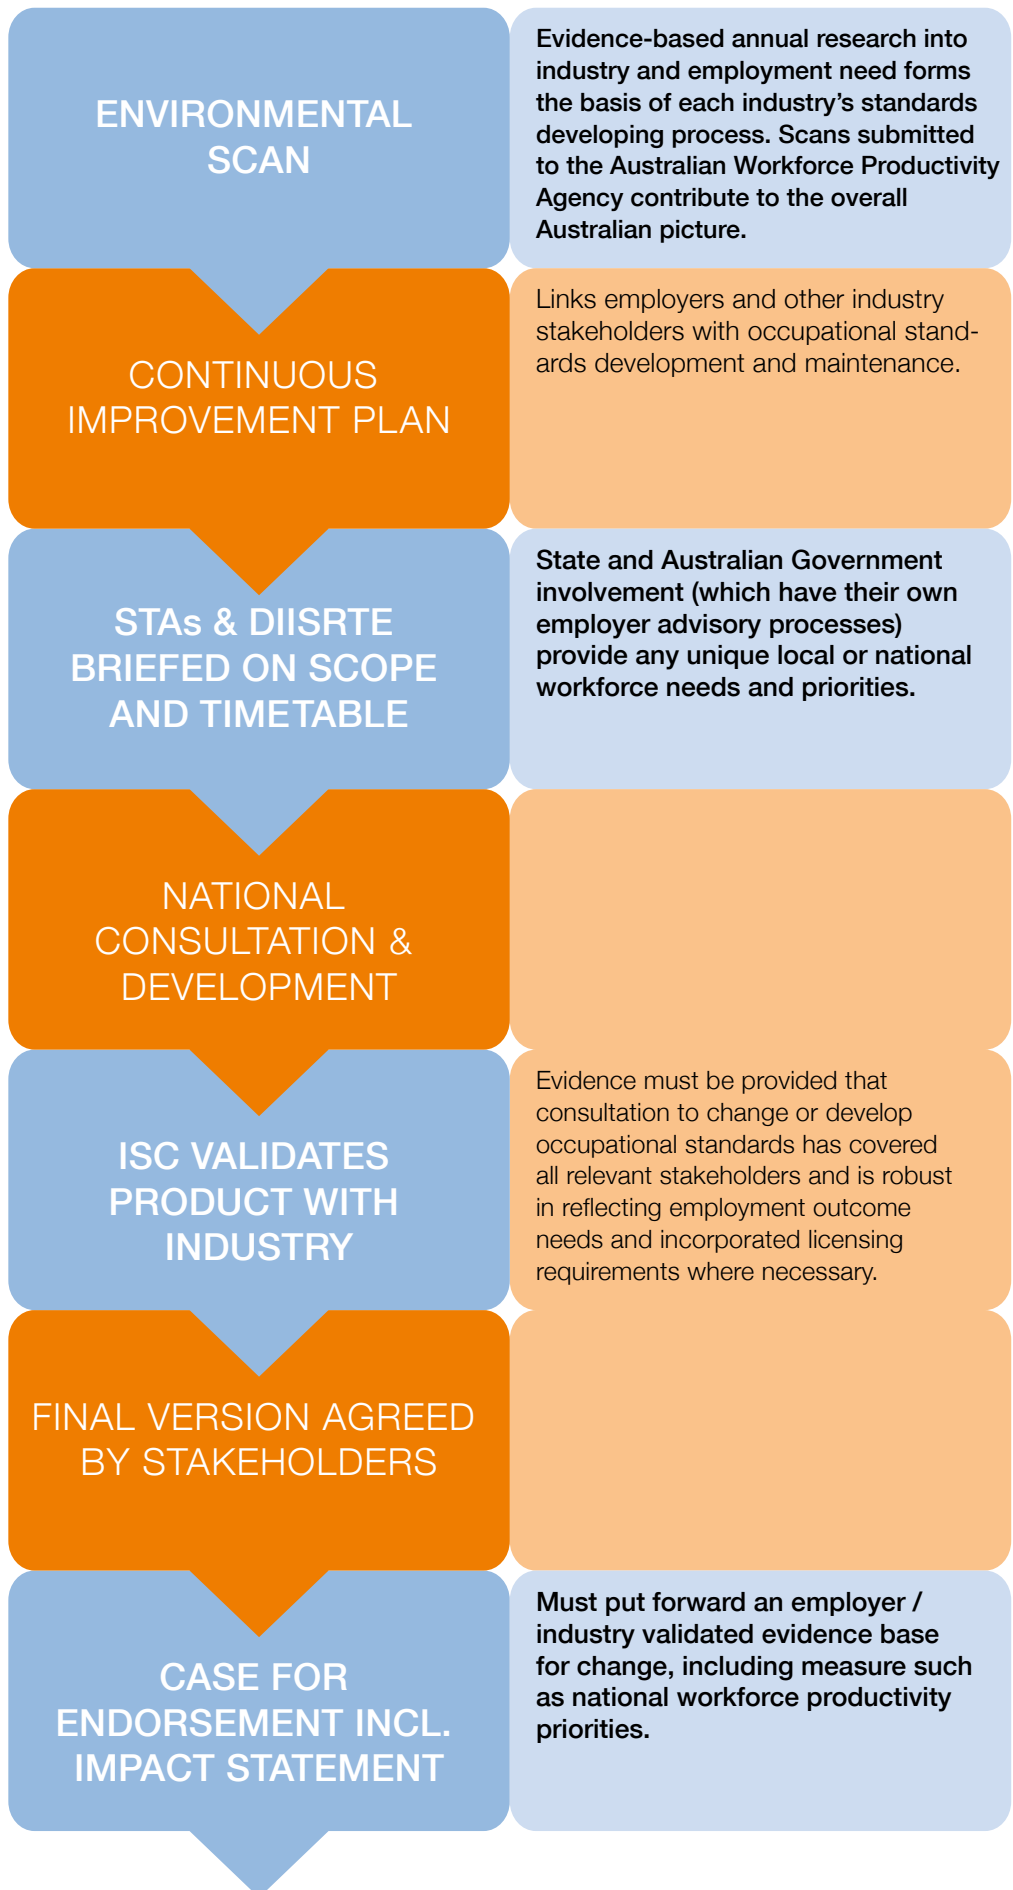 ENVIRONMENTAL
SCAN
Evidence-based annual research into
industry and employment need forms
the basis of each industry’s standards
developing process. Scans submitted
to the Australian Workforce Productivity
Agency contribute to the overall
Australian picture.
CONTINUOUS
IMPROVEMENT PLAN
Links employers and other industry
stakeholders with occupational stand-
ards development and maintenance.
STAs & DIISRTE
BRIEFED ON SCOPE
AND TIMETABLE
State and Australian Government
involvement (which have their own
employer advisory processes)
provide any unique local or national
workforce needs and priorities.
NATIONAL
CONSULTATION &
DEVELOPMENT
ISC VALIDATES
PRODUCT WITH
INDUSTRY
Evidence must be provided that
consultation to change or develop
occupational standards has covered
all relevant stakeholders and is robust
in reflecting employment outcome
needs and incorporated licensing
requirements where necessary.
FINAL VERSION AGREED
BY STAKEHOLDERS
CASE FOR
ENDORSEMENT INCL.
IMPACT STATEMENT
Must put forward an employer /
industry validated evidence base
for change, including measure such
as national workforce productivity
priorities.